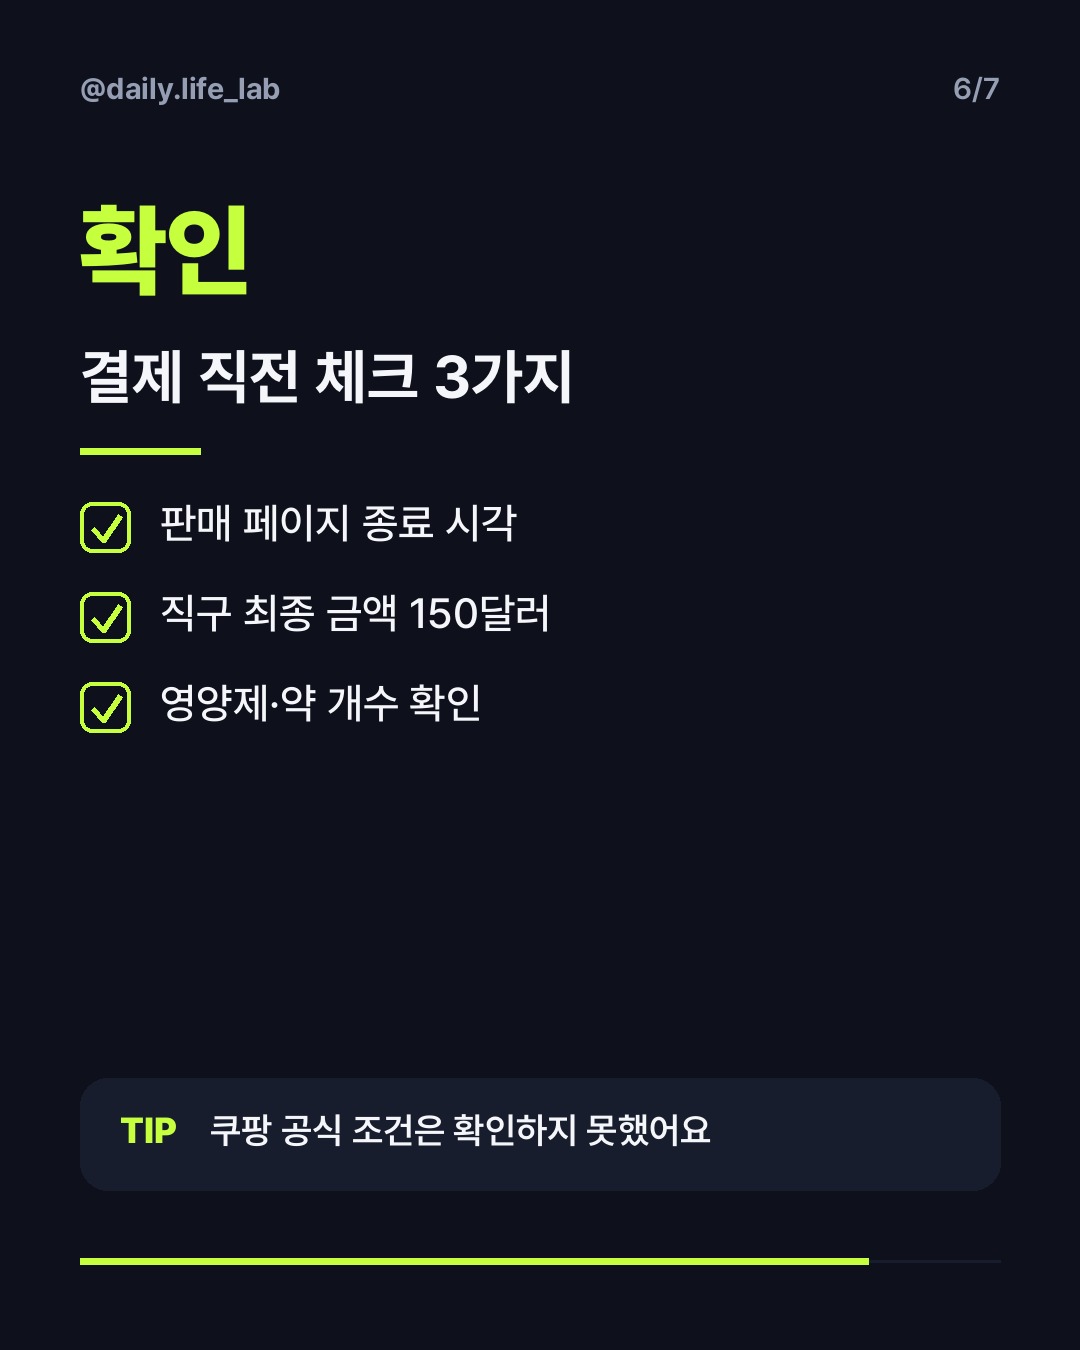 @daily.life_lab
6/7
확인
결제 직전 체크 3가지
판매 페이지 종료 시각
직구 최종 금액 150달러
영양제·약 개수 확인
TIP 쿠팡 공식 조건은 확인하지 못했어요